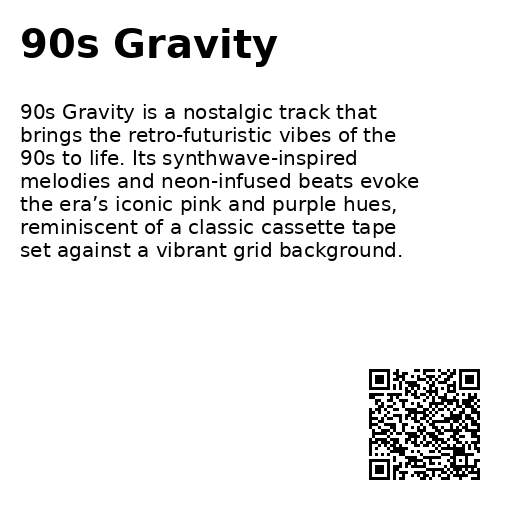 90s Gravity
90s Gravity is a nostalgic track that
brings the retro-futuristic vibes of the
90s to life. Its synthwave-inspired
melodies and neon-infused beats evoke
the era’s iconic pink and purple hues,
reminiscent of a classic cassette tape
set against a vibrant grid background.